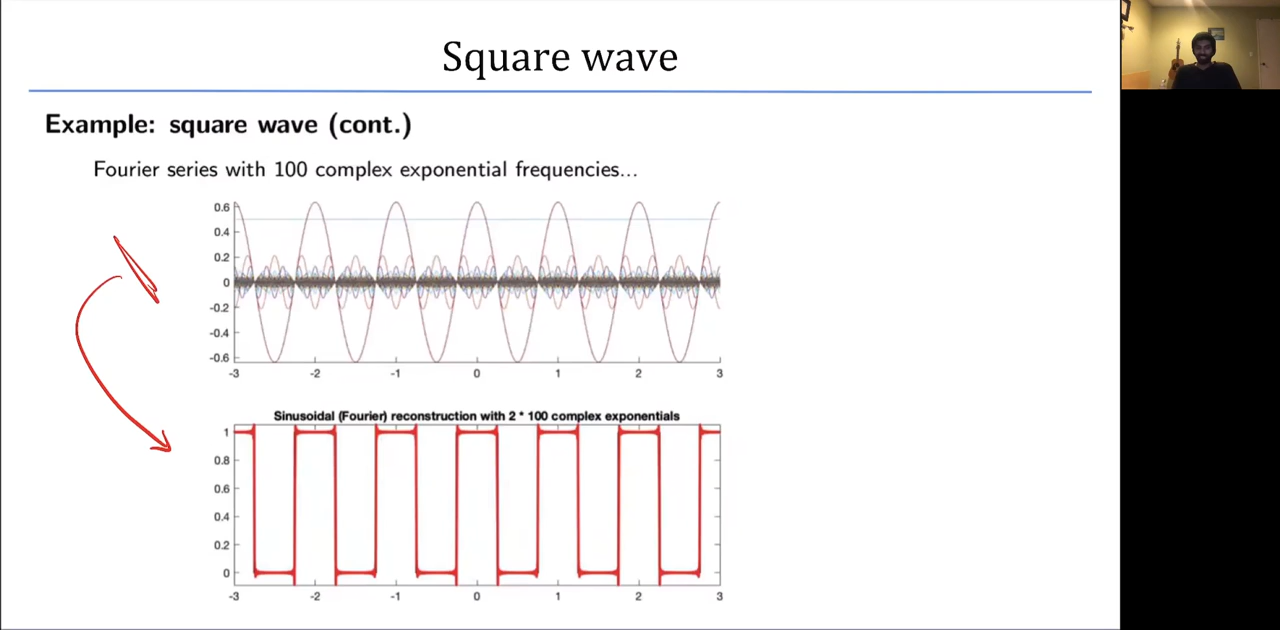 Square wave
Example: square wave (cont.)
Fourier series with 100 complex exponential frequencies...
0.6
0.4
0.2
0
-0.2
-0.4
-0.6
-3 -2 -1 0 1 2 3
Sinusoidal (Fourier) reconstruction with 2 * 100 complex exponentials
1
0.8
0.6
0.4
0.2
0
-3 -2 -1 0 1 2 3